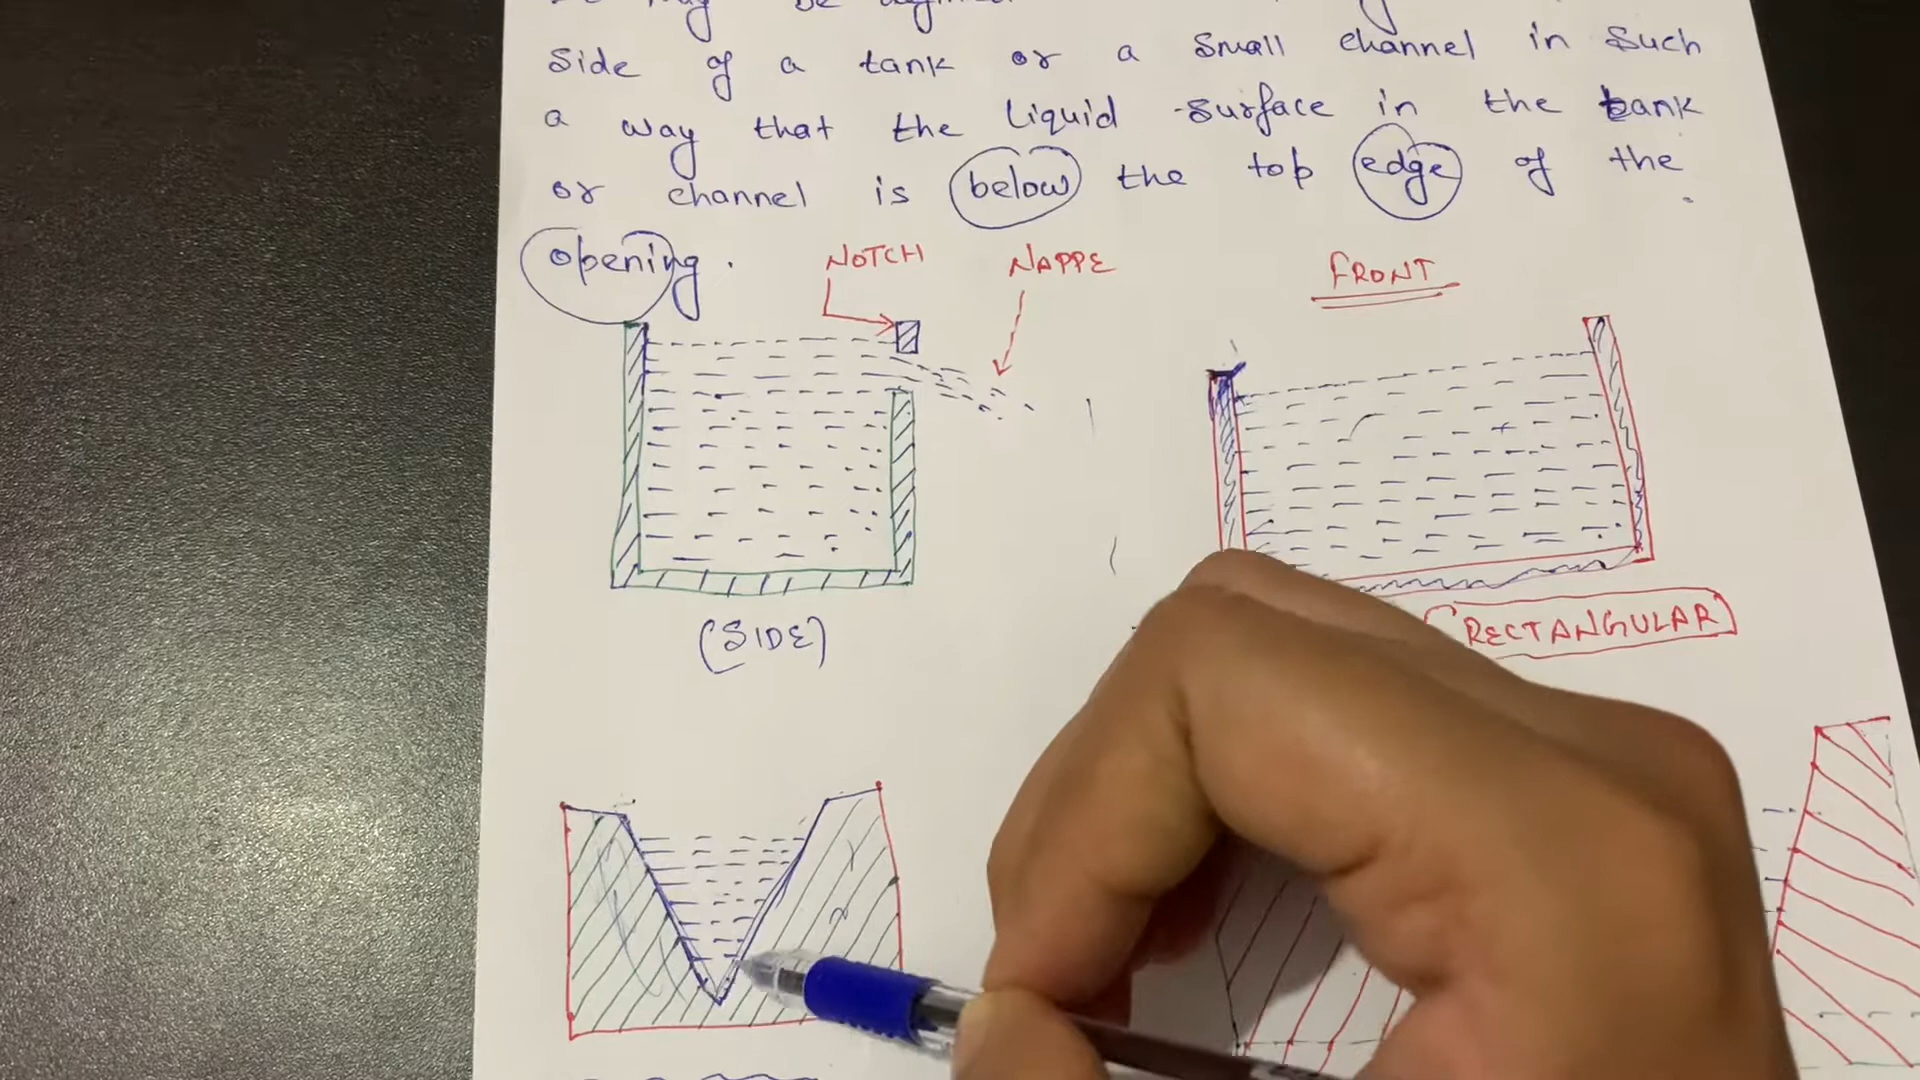 be
side of a tank or a small channel in such
a way that the liquid surface in the tank
or channel is below the top edge of the
opening.
NOTCH
NAPPE
FRONT
(SIDE)
RECTANGULAR